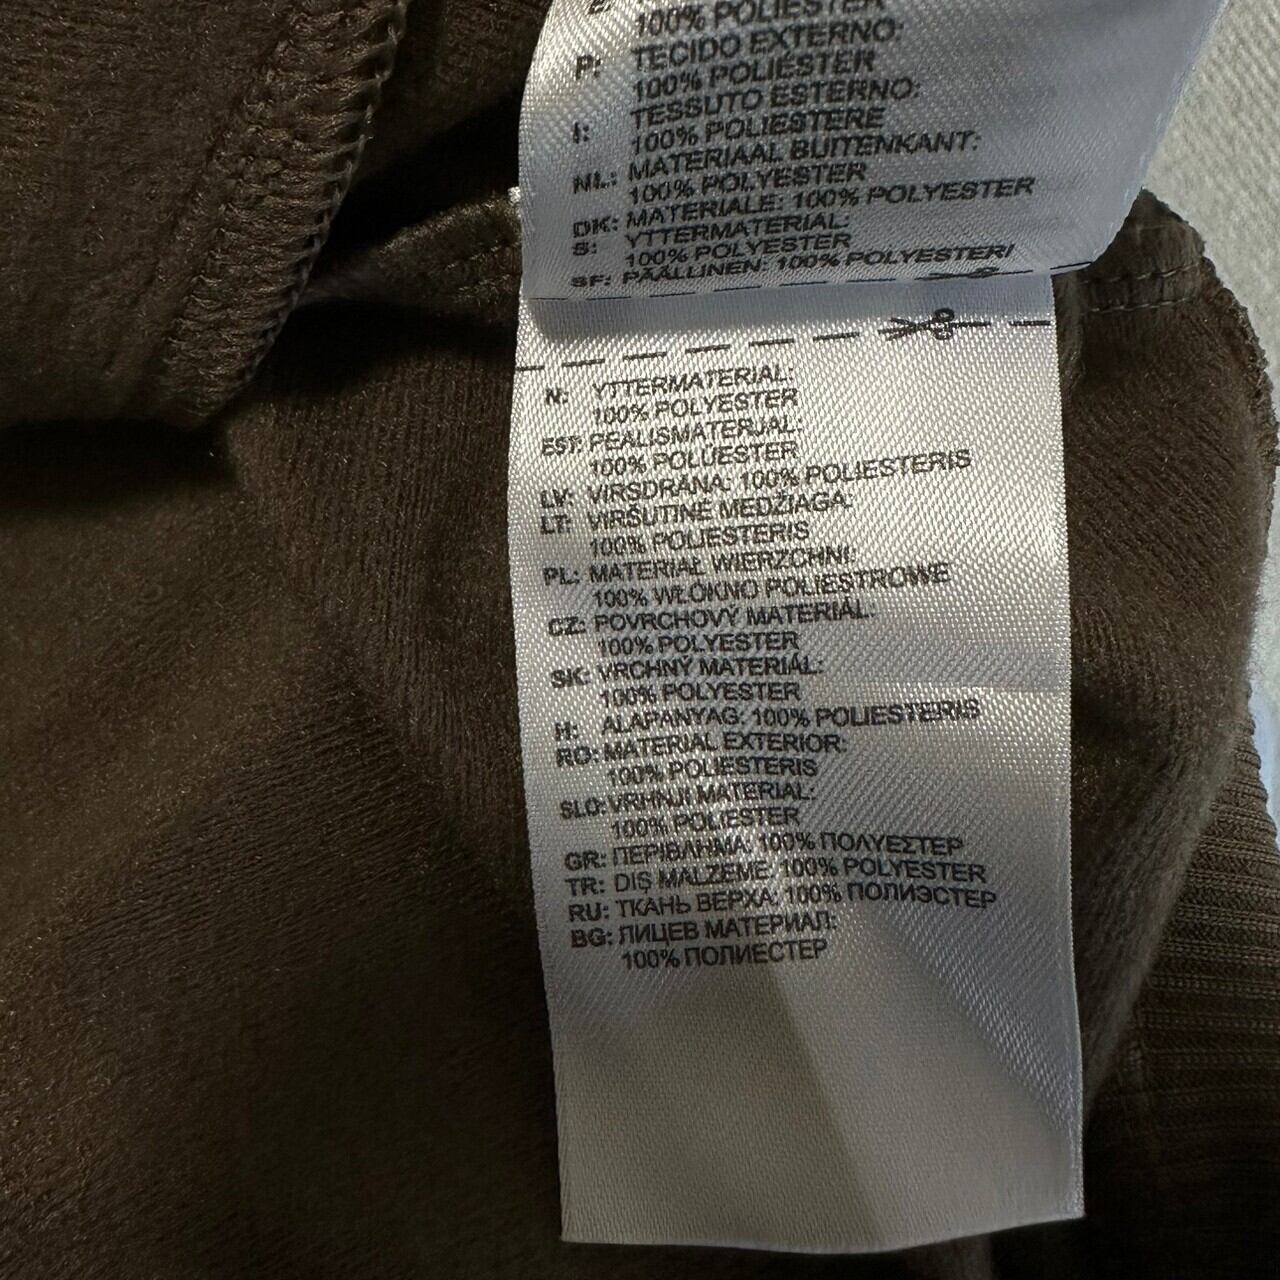 100% POLIESTER
P: TECIDO EXTERNO:
100% POLIÉSTER
I: TESSUTO ESTERNO:
100% POLIESTERE
NL: MATERIAAL BUITENKANT:
100% POLYESTER
DK: MATERIALE: 100% POLYESTER
S: YTTERMATERIAL:
100% POLYESTER
SF: PÄÄLLINEN: 100% POLYESTERI
N: YTTERMATERIAL:
100% POLYESTER
EST: PEALISMATERJAL:
100% POLÜESTER
LV: VIRSDRĀNA: 100% POLIESTERIS
LT: VIRŠUTINĖ MEDŽIAGA:
100% POLIESTERIS
PL: MATERIAŁ WIERZCHNI:
100% WŁÓKNO POLIESTROWE
CZ: POVRCHOVÝ MATERIÁL:
100% POLYESTER
SK: VRCHNÝ MATERIÁL:
100% POLYESTER
H: ALAPANYAG: 100% POLIESTERIS
RO: MATERIAL EXTERIOR:
100% POLIESTERIS
SLO: VRHNJI MATERIAL:
100% POLIESTER
GR: ΠΕΡΙΒΛΗΜΑ: 100% ΠΟΛΥΕΣΤΕΡ
TR: DIŞ MALZEME: 100% POLYESTER
RU: ТКАНЬ ВЕРХА: 100% ПОЛИЭСТЕР
BG: ЛИЦЕВ МАТЕРИАЛ:
100% ПОЛИЕСТЕР